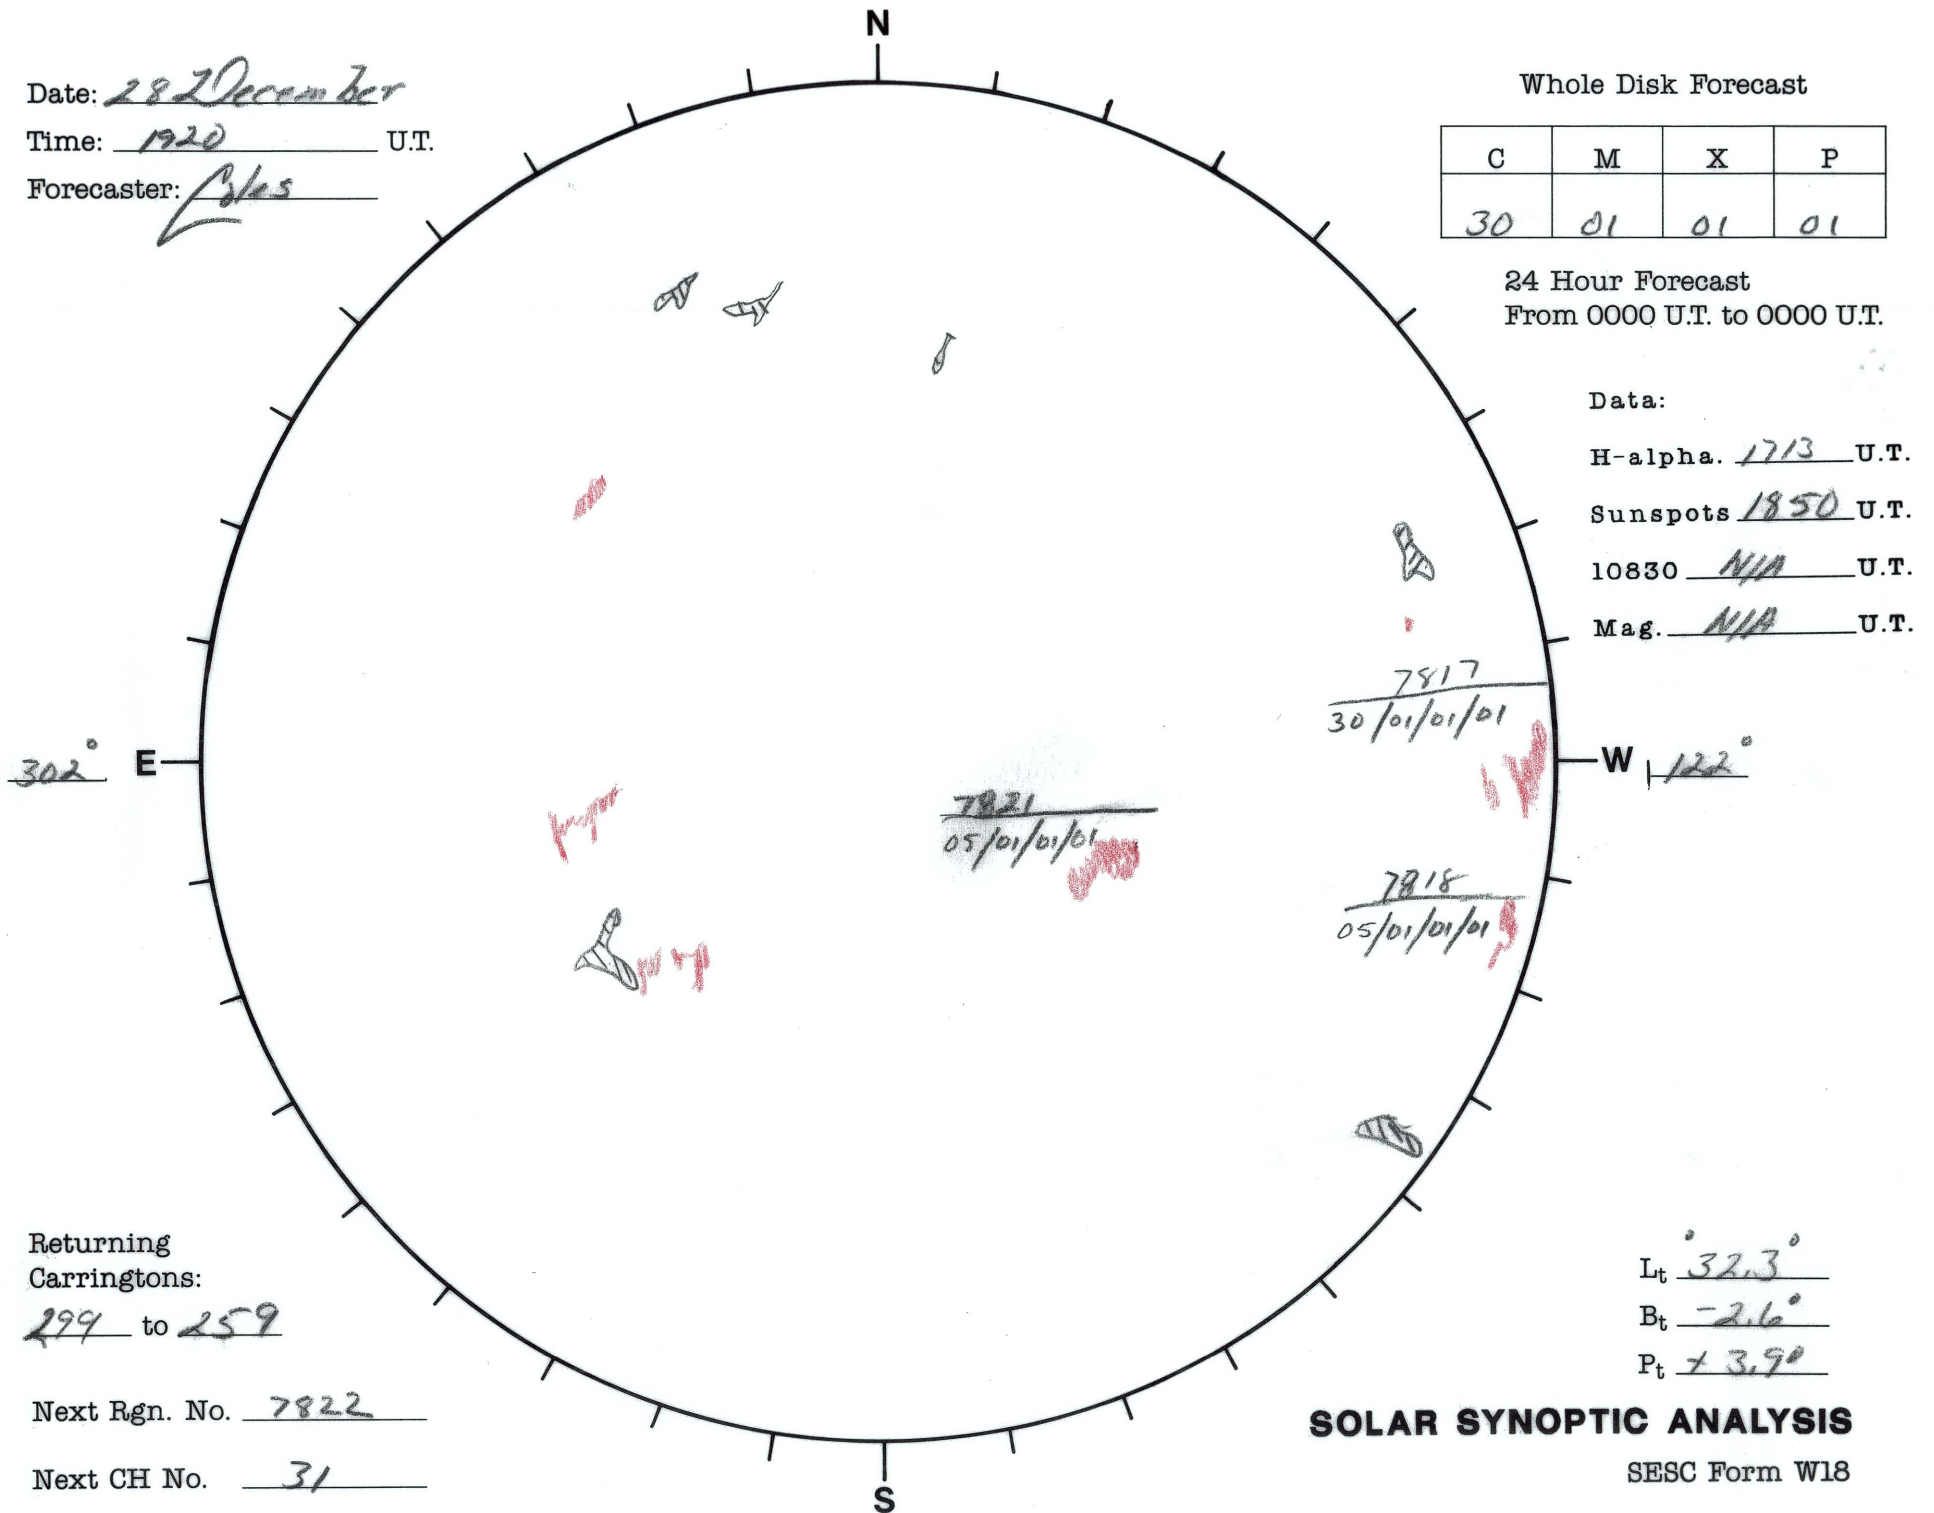 N
Date: 28 December
Time: 1920 U.T.
Forecaster: Coles
Whole Disk Forecast
C M X P
30 01 01 01
24 Hour Forecast
From 0000 U.T. to 0000 U.T.
Data:
H-alpha. 1713 U.T.
Sunspots 1850 U.T.
10830 N/A U.T.
Mag. N/A U.T.
7817
30/01/01/01
302° E
W 122°
7821
05/01/01/01
7818
05/01/01/01
Returning
Carringtons:
299 to 259
Next Rgn. No. 7822
Next CH No. 31
Lt 32.3°
Bt -2.6°
Pt + 3.9°
SOLAR SYNOPTIC ANALYSIS
SESC Form W18
S